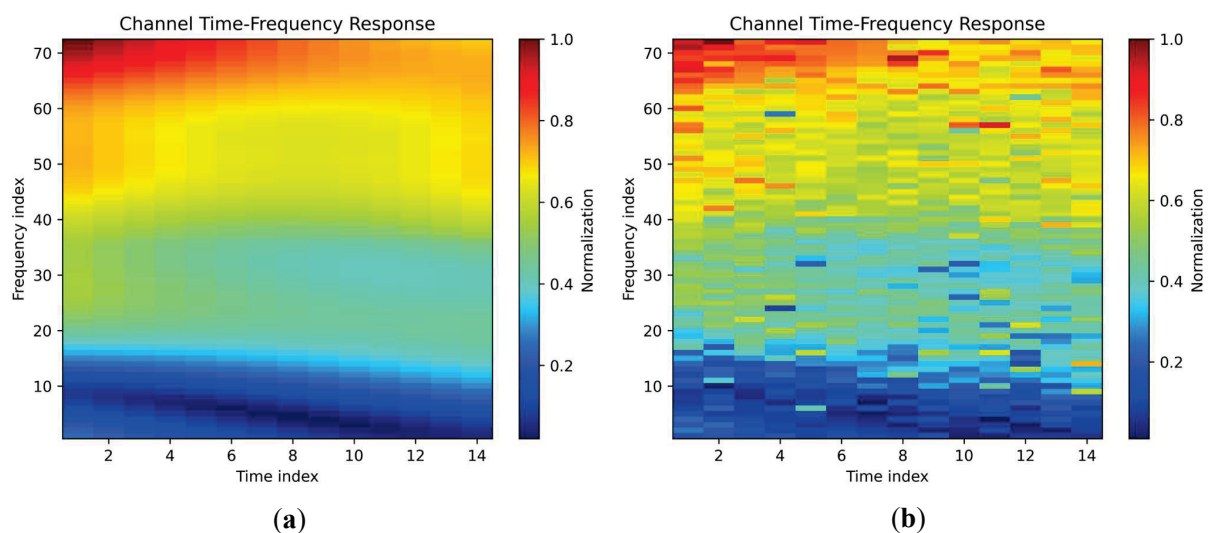 Channel Time-Frequency Response
Frequency index
70
60
50
40
30
20
10
2 4 6 8 10 12 14
Time index
1.0
0.8
0.6
0.4
0.2
Normalization
(a)
Channel Time-Frequency Response
Frequency index
70
60
50
40
30
20
10
2 4 6 8 10 12 14
Time index
1.0
0.8
0.6
0.4
0.2
Normalization
(b)